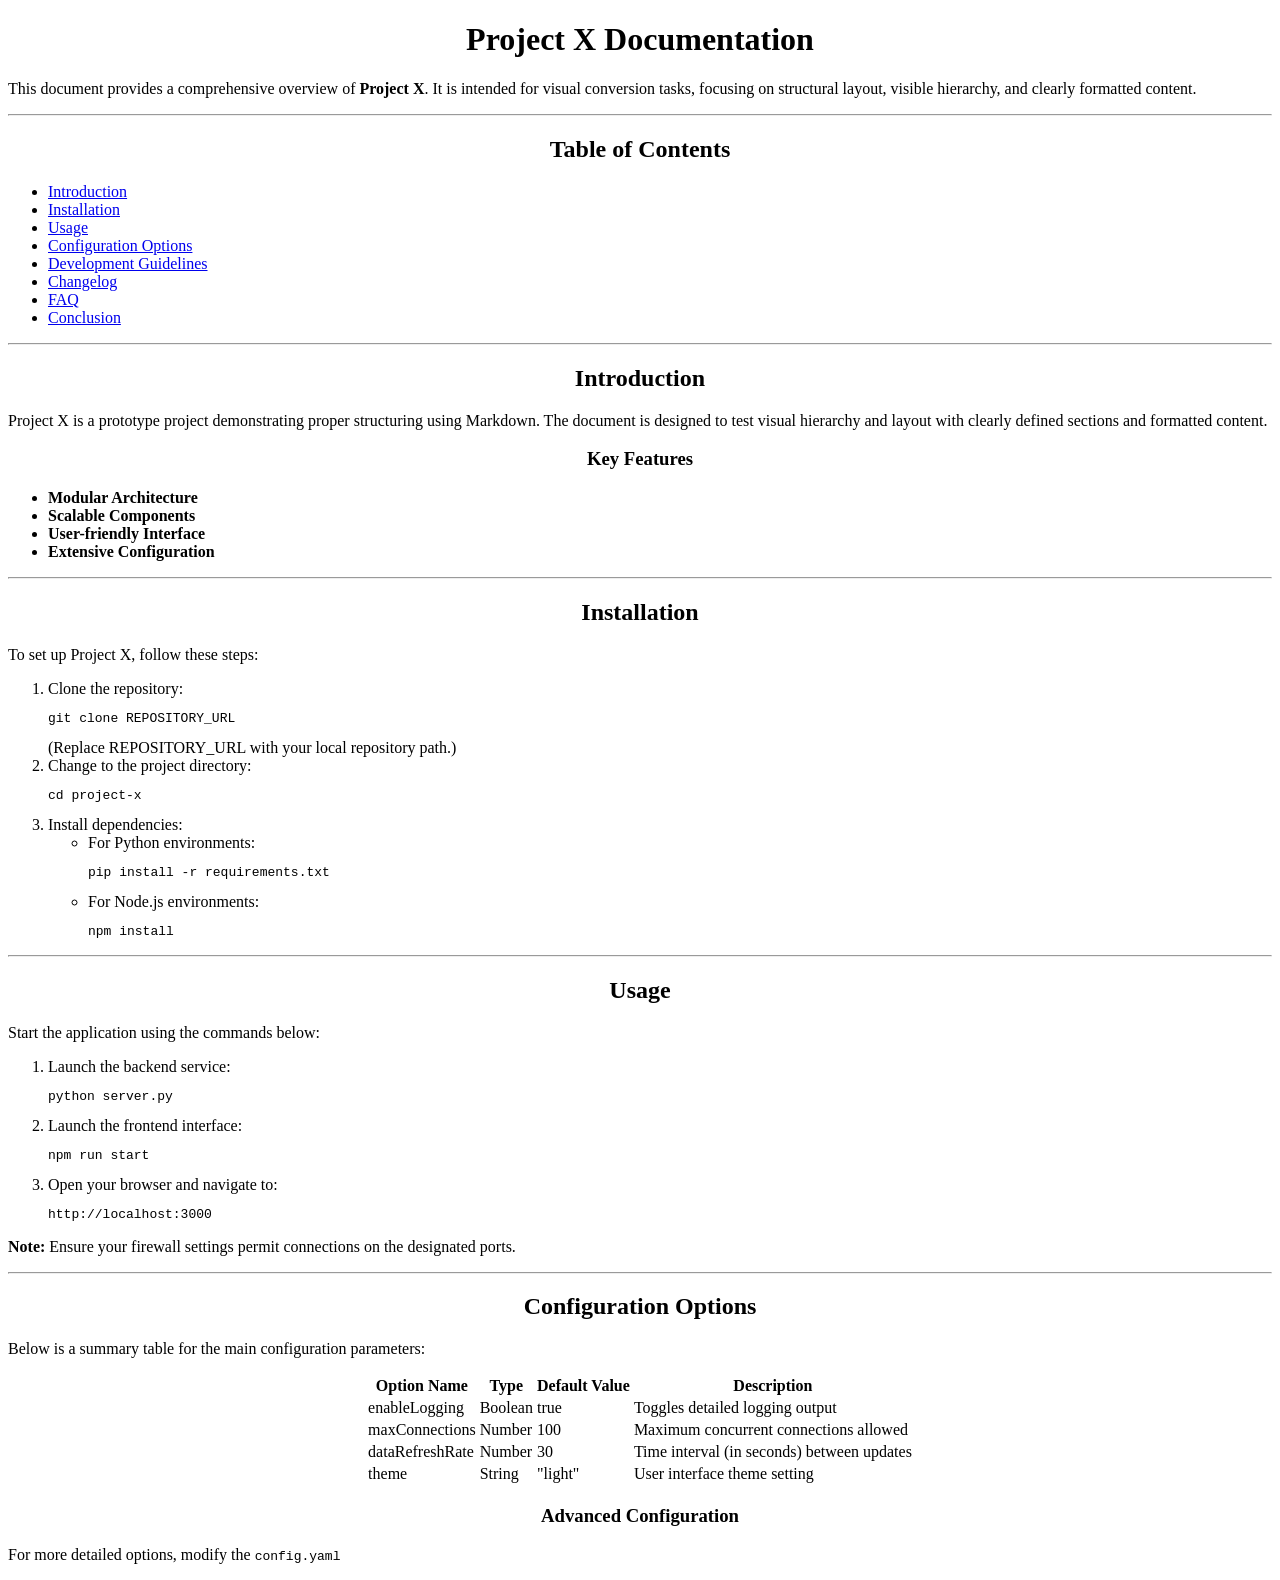 Project X Documentation
This document provides a comprehensive overview of Project X. It is intended for visual conversion tasks, focusing on structural layout, visible hierarchy, and clearly formatted content.
Table of Contents
Introduction
Installation
Usage
Configuration Options
Development Guidelines
Changelog
FAQ
Conclusion
Introduction
Project X is a prototype project demonstrating proper structuring using Markdown. The document is designed to test visual hierarchy and layout with clearly defined sections and formatted content.
Key Features
Modular Architecture
Scalable Components
User-friendly Interface
Extensive Configuration
Installation
To set up Project X, follow these steps:
1. Clone the repository:
git clone REPOSITORY_URL
(Replace REPOSITORY_URL with your local repository path.)
2. Change to the project directory:
cd project-x
3. Install dependencies:
For Python environments:
pip install -r requirements.txt
For Node.js environments:
npm install
Usage
Start the application using the commands below:
1. Launch the backend service:
python server.py
2. Launch the frontend interface:
npm run start
3. Open your browser and navigate to:
http://localhost:3000
Note: Ensure your firewall settings permit connections on the designated ports.
Configuration Options
Below is a summary table for the main configuration parameters:
Option Name Type Default Value Description
enableLogging Boolean true Toggles detailed logging output
maxConnections Number 100 Maximum concurrent connections allowed
dataRefreshRate Number 30 Time interval (in seconds) between updates
theme String "light" User interface theme setting
Advanced Configuration
For more detailed options, modify the config.yaml